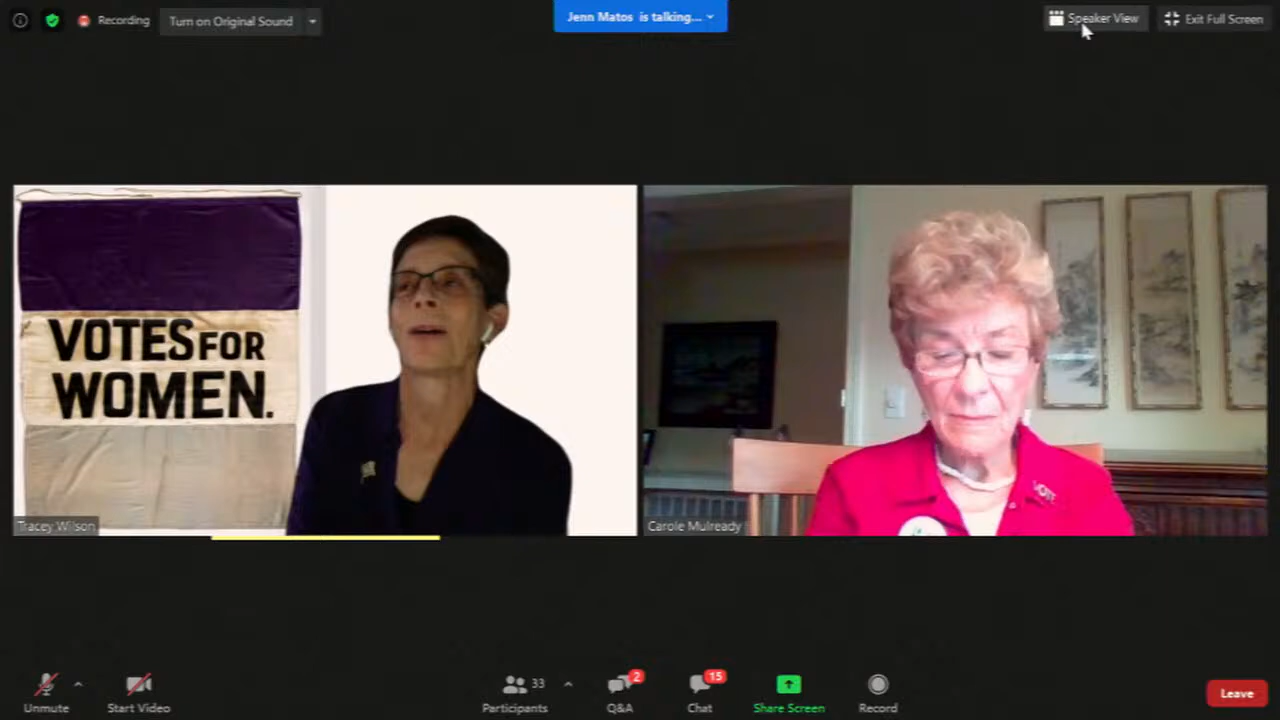 Recording
Turn on Original Sound
Jenn Matos is talking...
Speaker View
Exit Full Screen
VOTES FOR
WOMEN.
Tracey Wilson
Carole Mulready
VOTE
Unmute
Start Video
33
Participants
2
Q&A
15
Chat
Share Screen
Record
Leave